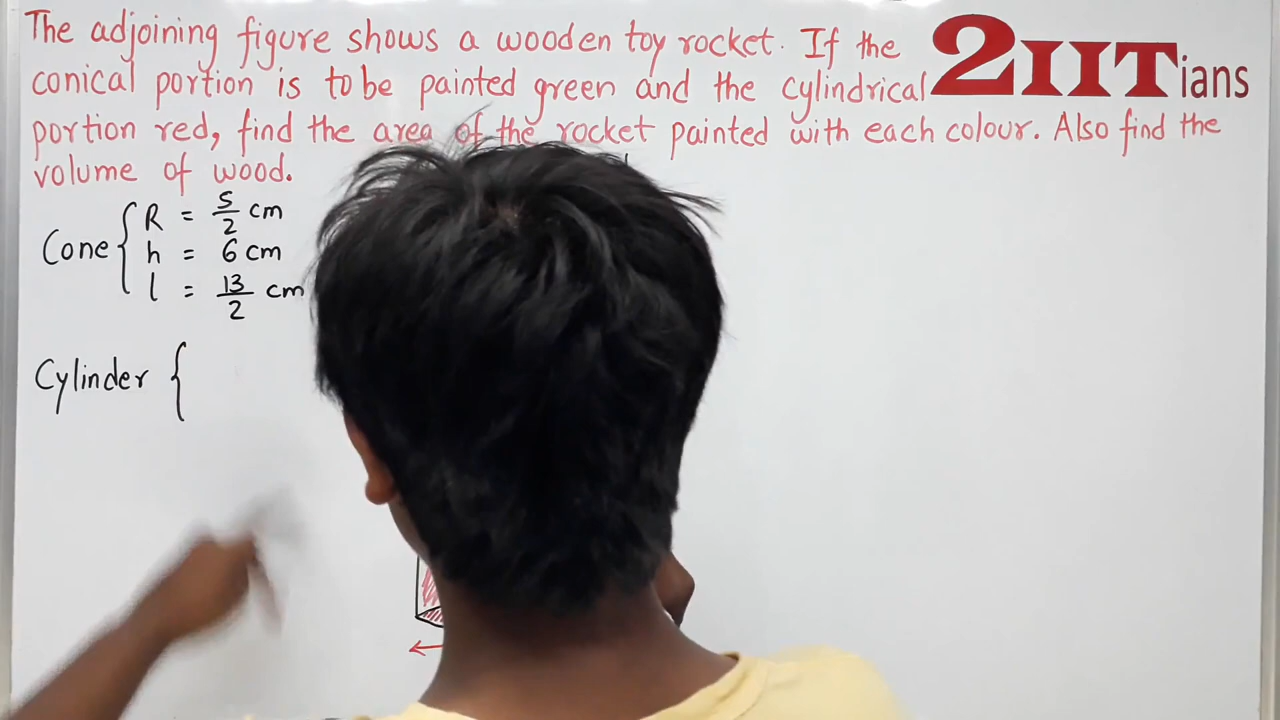 The adjoining figure shows a wooden toy rocket. If the
conical portion is to be painted green and the cylindrical
portion red, find the area of the rocket painted with each colour. Also find the
volume of wood.
2IITians
Cone { R = 5/2 cm
h = 6 cm
l = 13/2 cm
Cylinder {